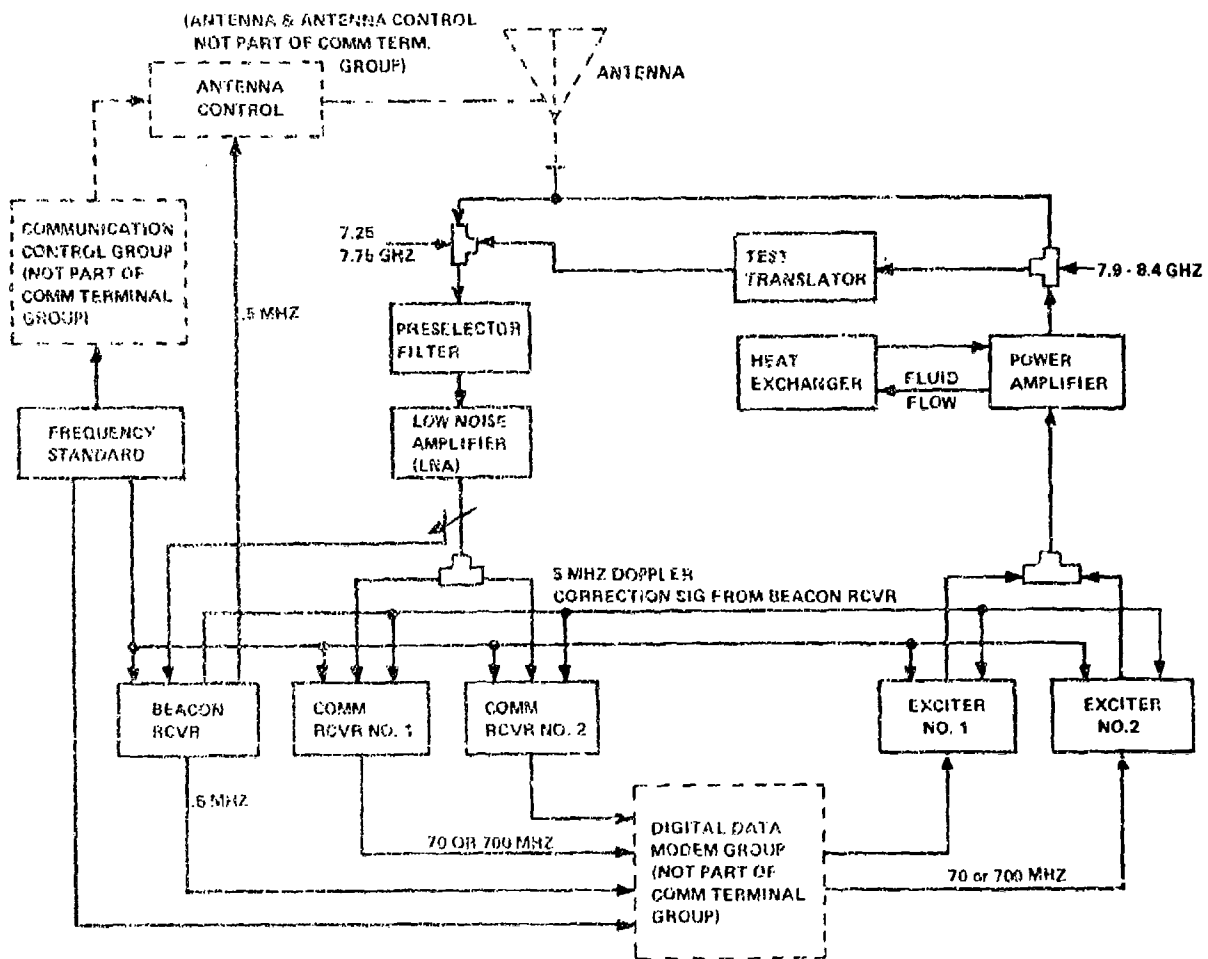 (ANTENNA & ANTENNA CONTROL
NOT PART OF COMM TERM.
GROUP)
ANTENNA
CONTROL
ANTENNA
COMMUNICATION
CONTROL GROUP
(NOT PART OF
COMM TERMINAL
GROUP)
.5 MHZ
7.25
7.75 GHZ
TEST
TRANSLATOR
7.9 - 8.4 GHZ
PRESELECTOR
FILTER
HEAT
EXCHANGER
FLUID
FLOW
POWER
AMPLIFIER
FREQUENCY
STANDARD
LOW NOISE
AMPLIFIER
(LNA)
5 MHZ DOPPLER
CORRECTION SIG FROM BEACON RCVR
BEACON
RCVR
COMM
RCVR NO. 1
COMM
RCVR NO. 2
EXCITER
NO. 1
EXCITER
NO.2
MHZ
70 OR 700 MHZ
DIGITAL DATA
MODEM GROUP
(NOT PART OF
COMM TERMINAL
GROUP)
70 or 700 MHZ